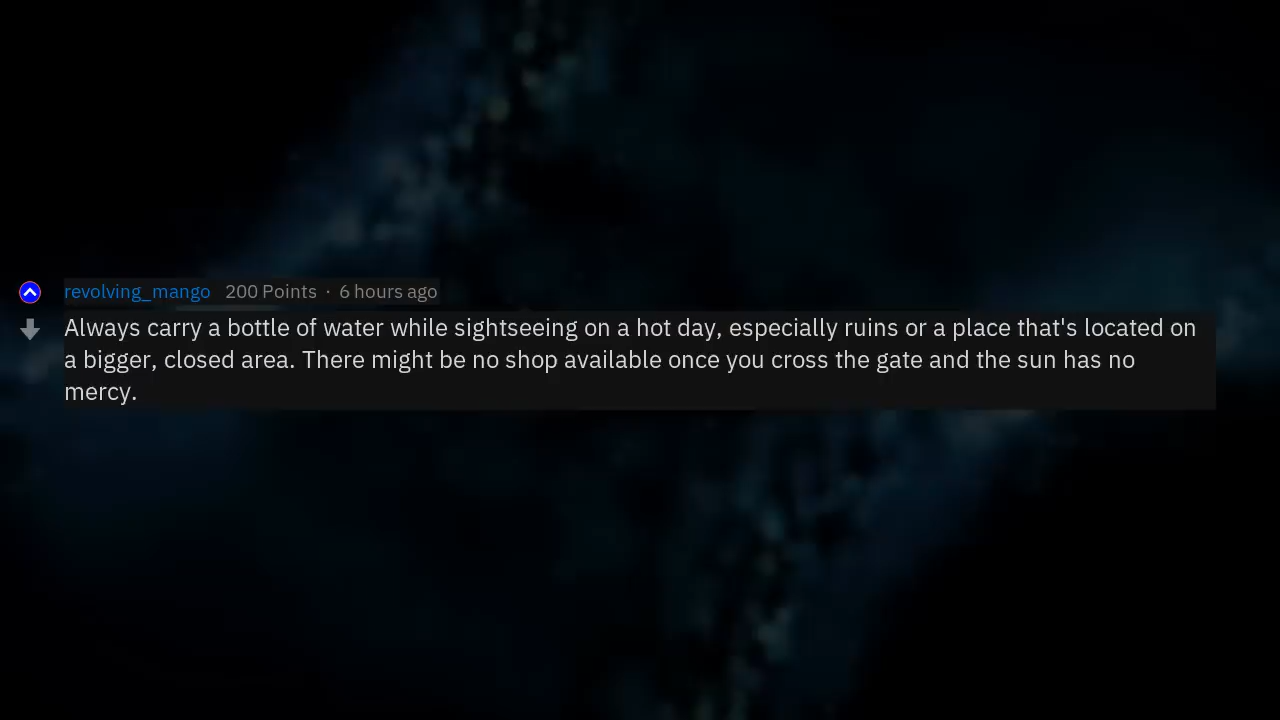 revolving_mango 200 Points · 6 hours ago
Always carry a bottle of water while sightseeing on a hot day, especially ruins or a place that's located on
a bigger, closed area. There might be no shop available once you cross the gate and the sun has no
mercy.